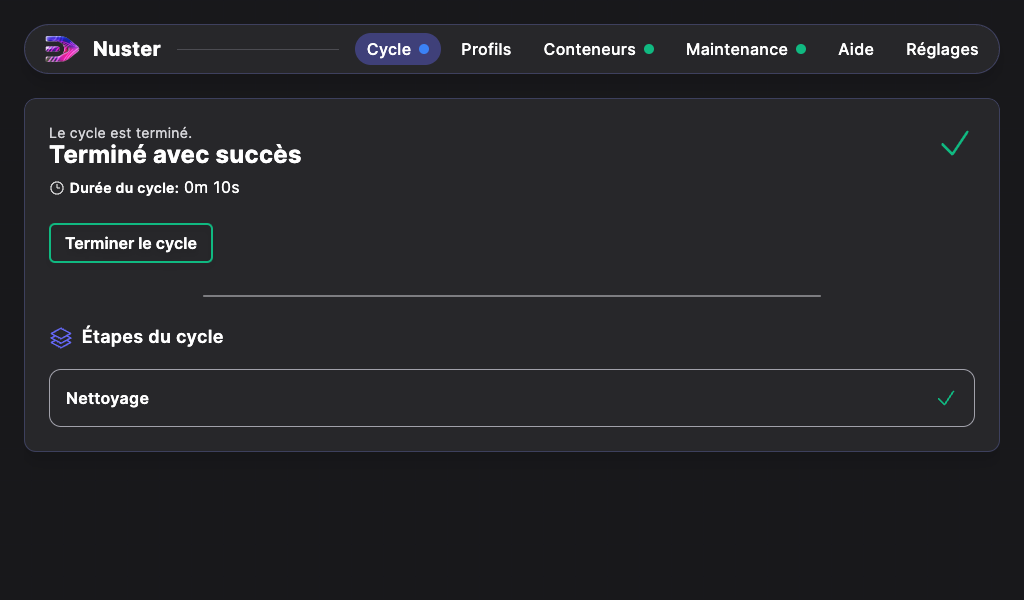 Nuster
Cycle
Profils
Conteneurs
Maintenance
Aide
Réglages
Le cycle est terminé.
Terminé avec succès
Durée du cycle: 0m 10s
Terminer le cycle
Étapes du cycle
Nettoyage